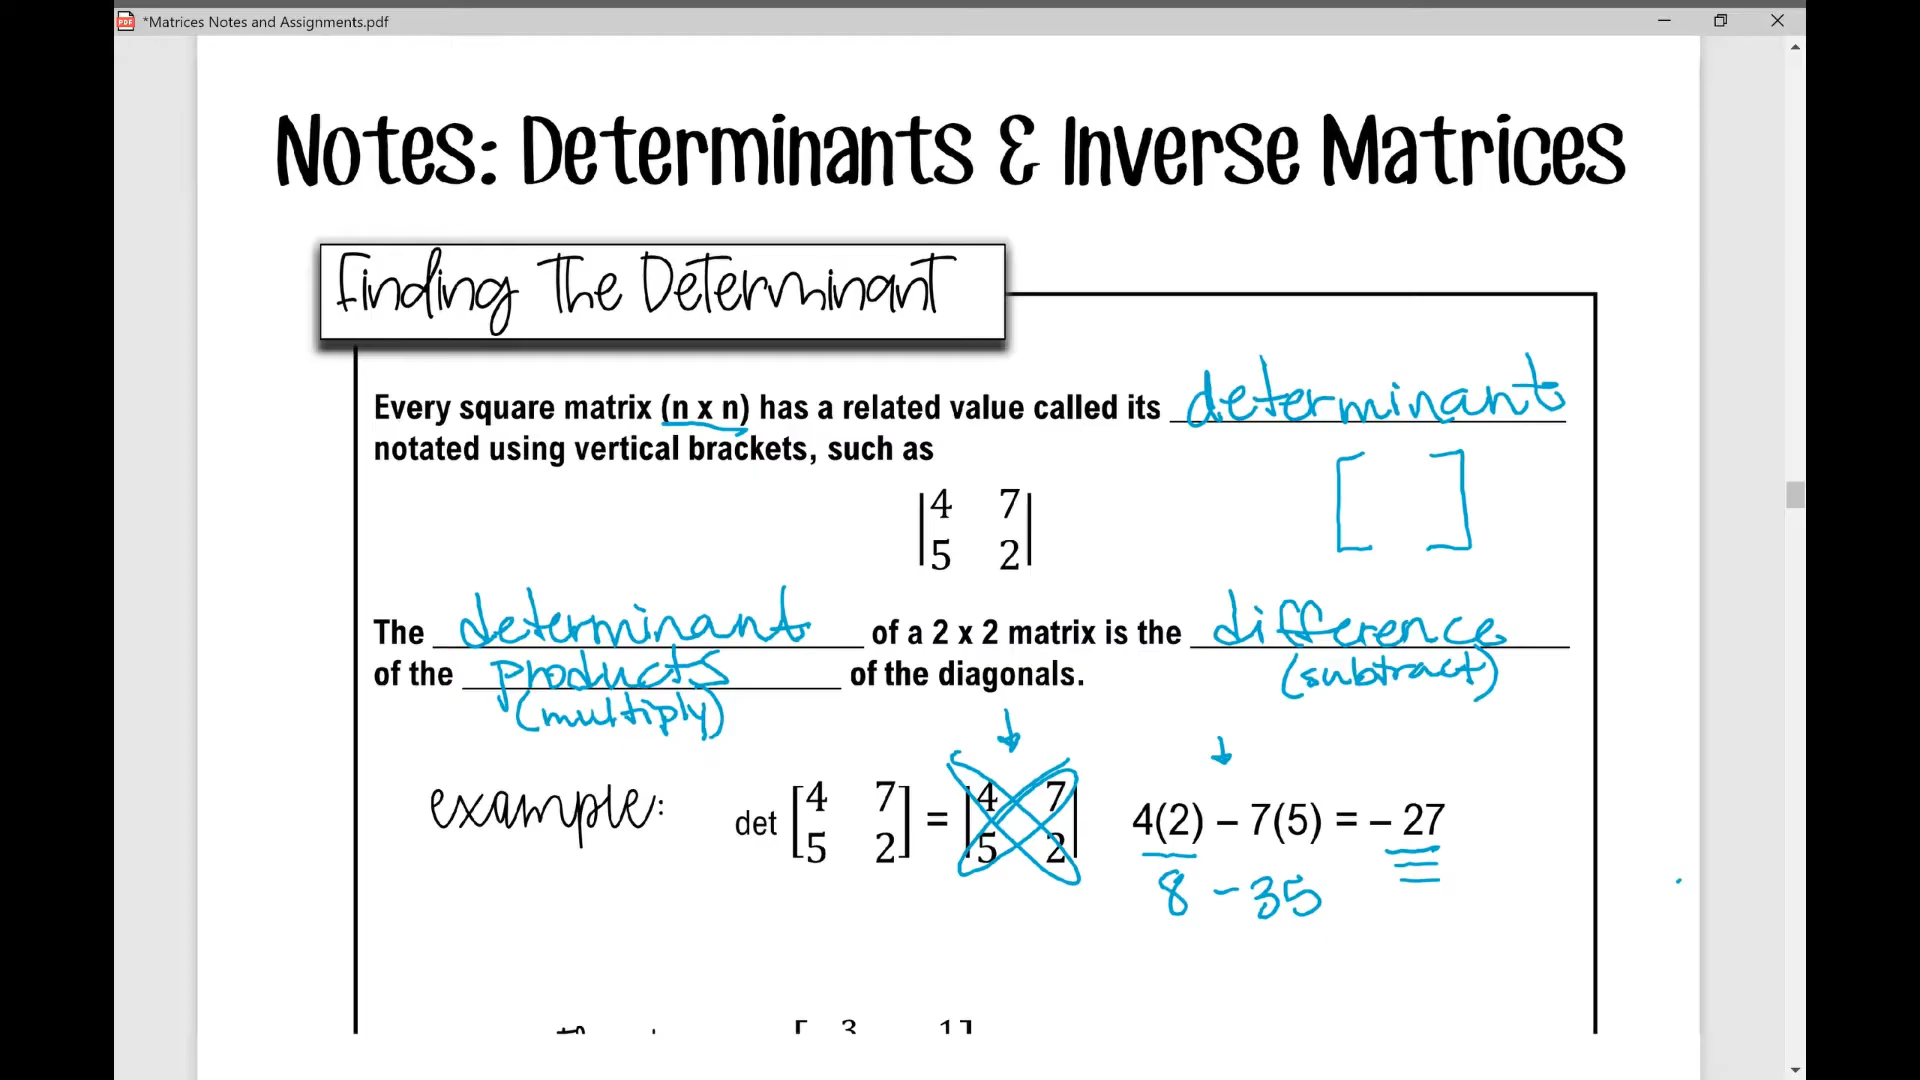 *Matrices Notes and Assignments.pdf
Notes: Determinants & Inverse Matrices
Finding The Determinant
Every square matrix (n x n) has a related value called its determinant
notated using vertical brackets, such as
|4 7|
|5 2|
[ ]
The determinant of a 2 x 2 matrix is the difference
of the products of the diagonals.
(multiply) (subtract)
example: det [4 7; 5 2] = |4 7; 5 2| 4(2) – 7(5) = – 27
8 - 35
[ 3 1]